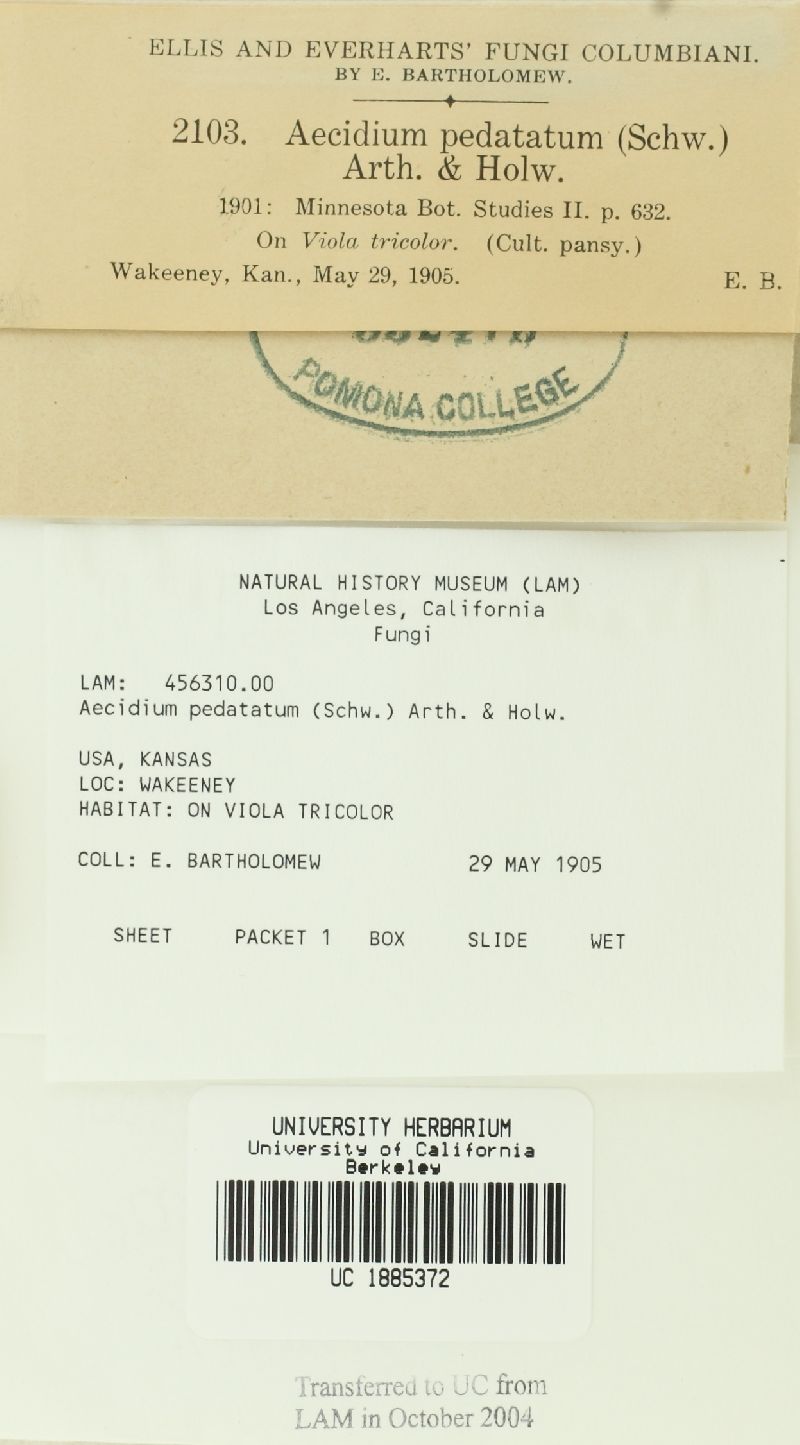 ELLIS AND EVERHARTS' FUNGI COLUMBIANI.
BY E. BARTHOLOMEW.
2103. Aecidium pedatatum (Schw.)
Arth. & Holw.
1901: Minnesota Bot. Studies II. p. 632.
On Viola tricolor. (Cult. pansy.)
Wakeeney, Kan., May 29, 1905. E. B.
POMONA COLLEGE
NATURAL HISTORY MUSEUM (LAM)
Los Angeles, California
Fungi
LAM: 456310.00
Aecidium pedatatum (Schw.) Arth. & Holw.
USA, KANSAS
LOC: WAKEENEY
HABITAT: ON VIOLA TRICOLOR
COLL: E. BARTHOLOMEW 29 MAY 1905
SHEET PACKET 1 BOX SLIDE WET
UNIVERSITY HERBARIUM
University of California
Berkeley
UC 1885372
Transferred to UC from
LAM in October 2004